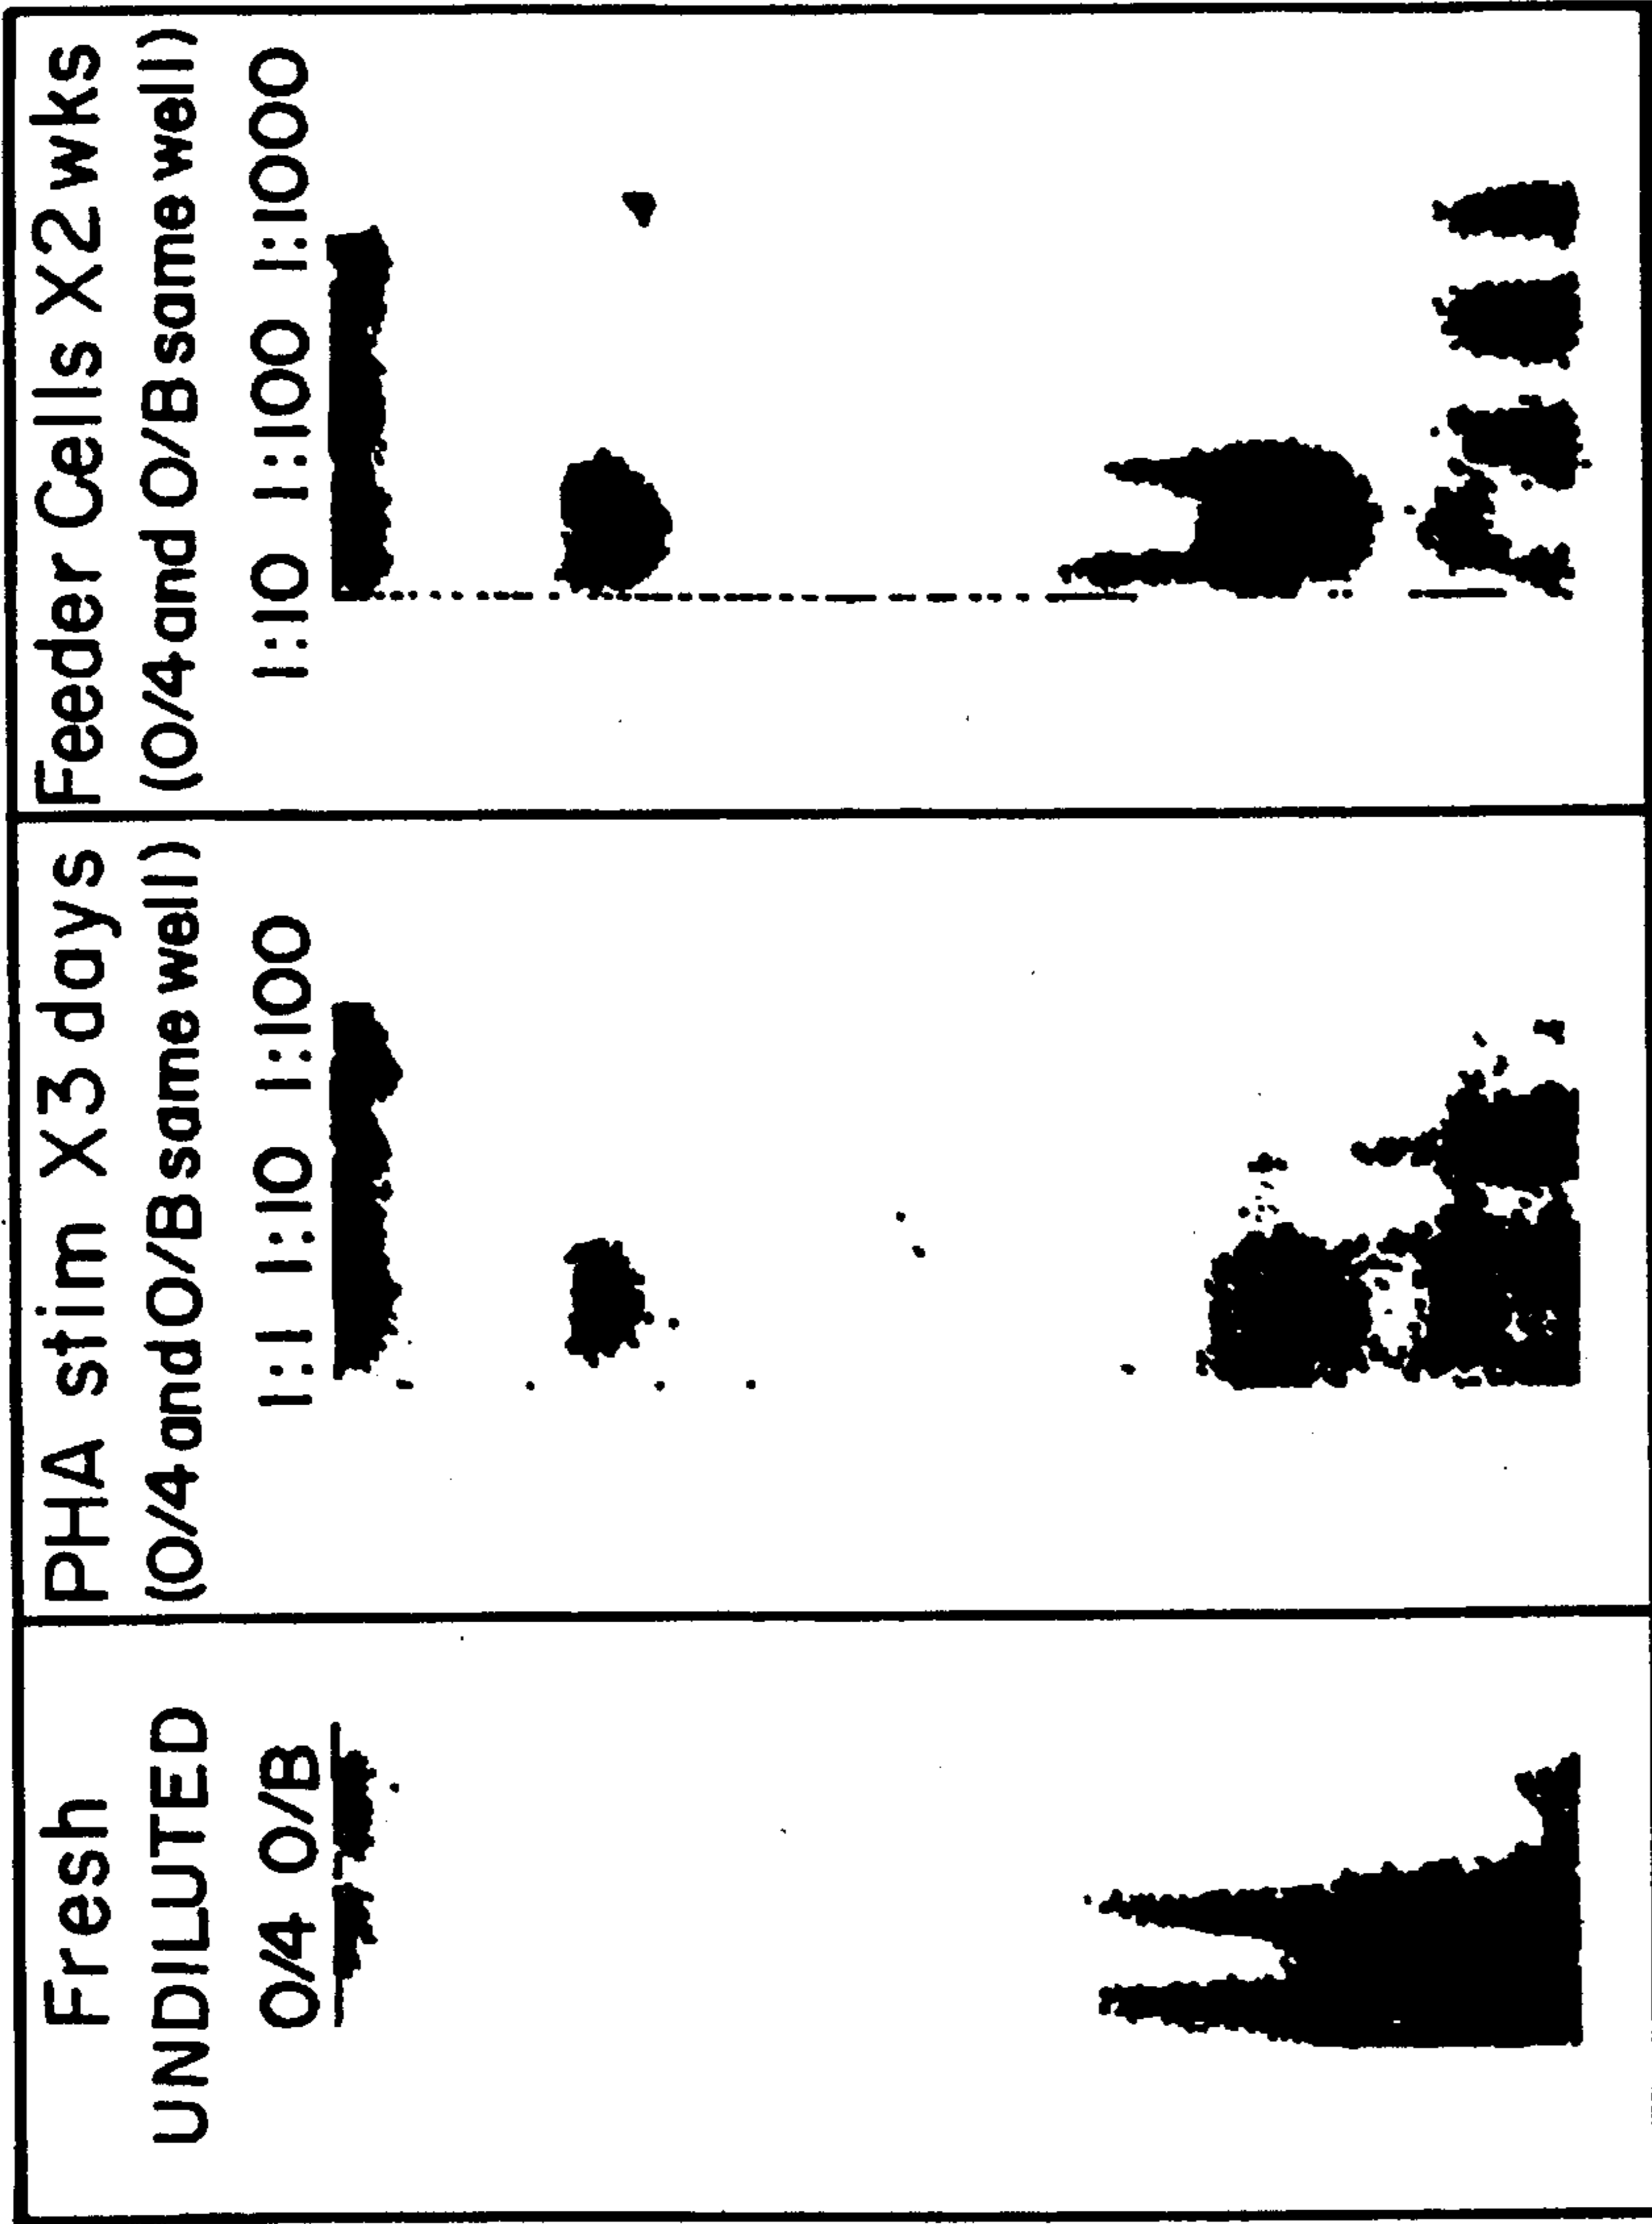 Fresh
UNDILUTED
O/4 O/B
PHA stim X3 days
(O/4 and O/B same well)
1:1 1:10 1:100
Feeder Cells X2 wks
(O/4 and O/B same well)
1:10 1:100 1:1000